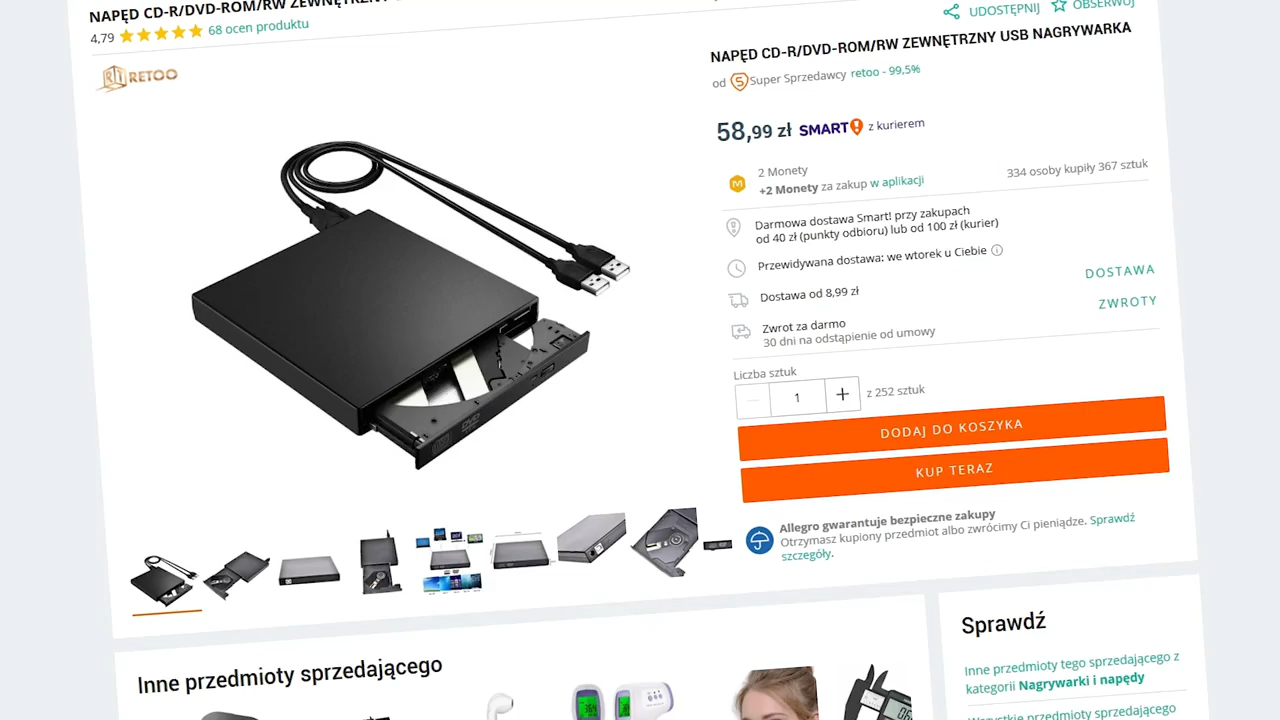 NAPĘD CD-R/DVD-ROM/RW ZEWNĘTRZNY
4,79 68 ocen produktu
RETOO
UDOSTĘPNIJ OBSERWUJ
NAPĘD CD-R/DVD-ROM/RW ZEWNĘTRZNY USB NAGRYWARKA
od Super Sprzedawcy retoo - 99,5%
58,99 zł SMART! z kurierem
2 Monety
+2 Monety za zakup w aplikacji
334 osoby kupiły 367 sztuk
Darmowa dostawa Smart! przy zakupach
od 40 zł (punkty odbioru) lub od 100 zł (kurier)
Przewidywana dostawa: we wtorek u Ciebie
Dostawa od 8,99 zł
DOSTAWA
Zwrot za darmo
30 dni na odstąpienie od umowy
ZWROTY
Liczba sztuk
1 + z 252 sztuk
DODAJ DO KOSZYKA
KUP TERAZ
Allegro gwarantuje bezpieczne zakupy
Otrzymasz kupiony przedmiot albo zwrócimy Ci pieniądze. Sprawdź
szczegóły.
Inne przedmioty sprzedającego
Sprawdź
Inne przedmioty tego sprzedającego z
kategorii Nagrywarki i napędy
Wszystkie przedmioty sprzedającego